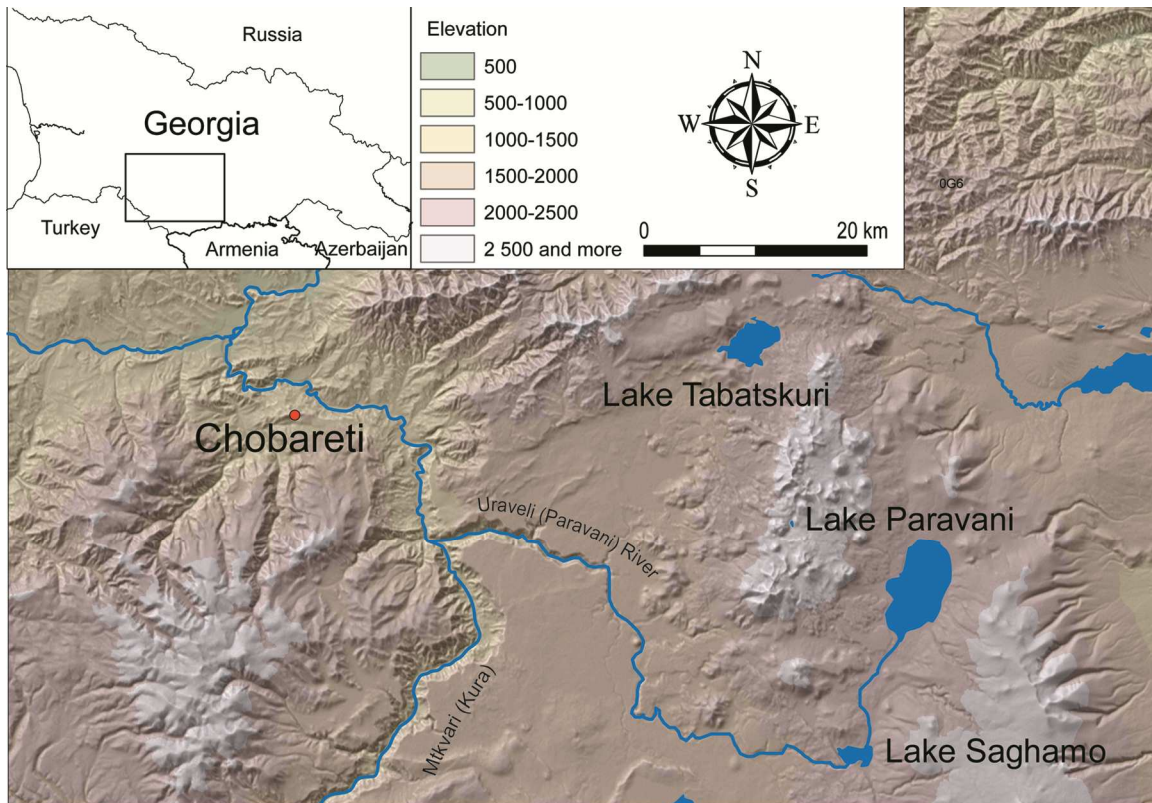 Russia
Georgia
Turkey
Armenia
Azerbaijan
Elevation
500
500-1000
1000-1500
1500-2000
2000-2500
2 500 and more
N
W
E
S
0
20 km
0G6
Lake Tabatskuri
Chobareti
Uraveli (Paravani) River
Lake Paravani
Mtkvari (Kura)
Lake Saghamo